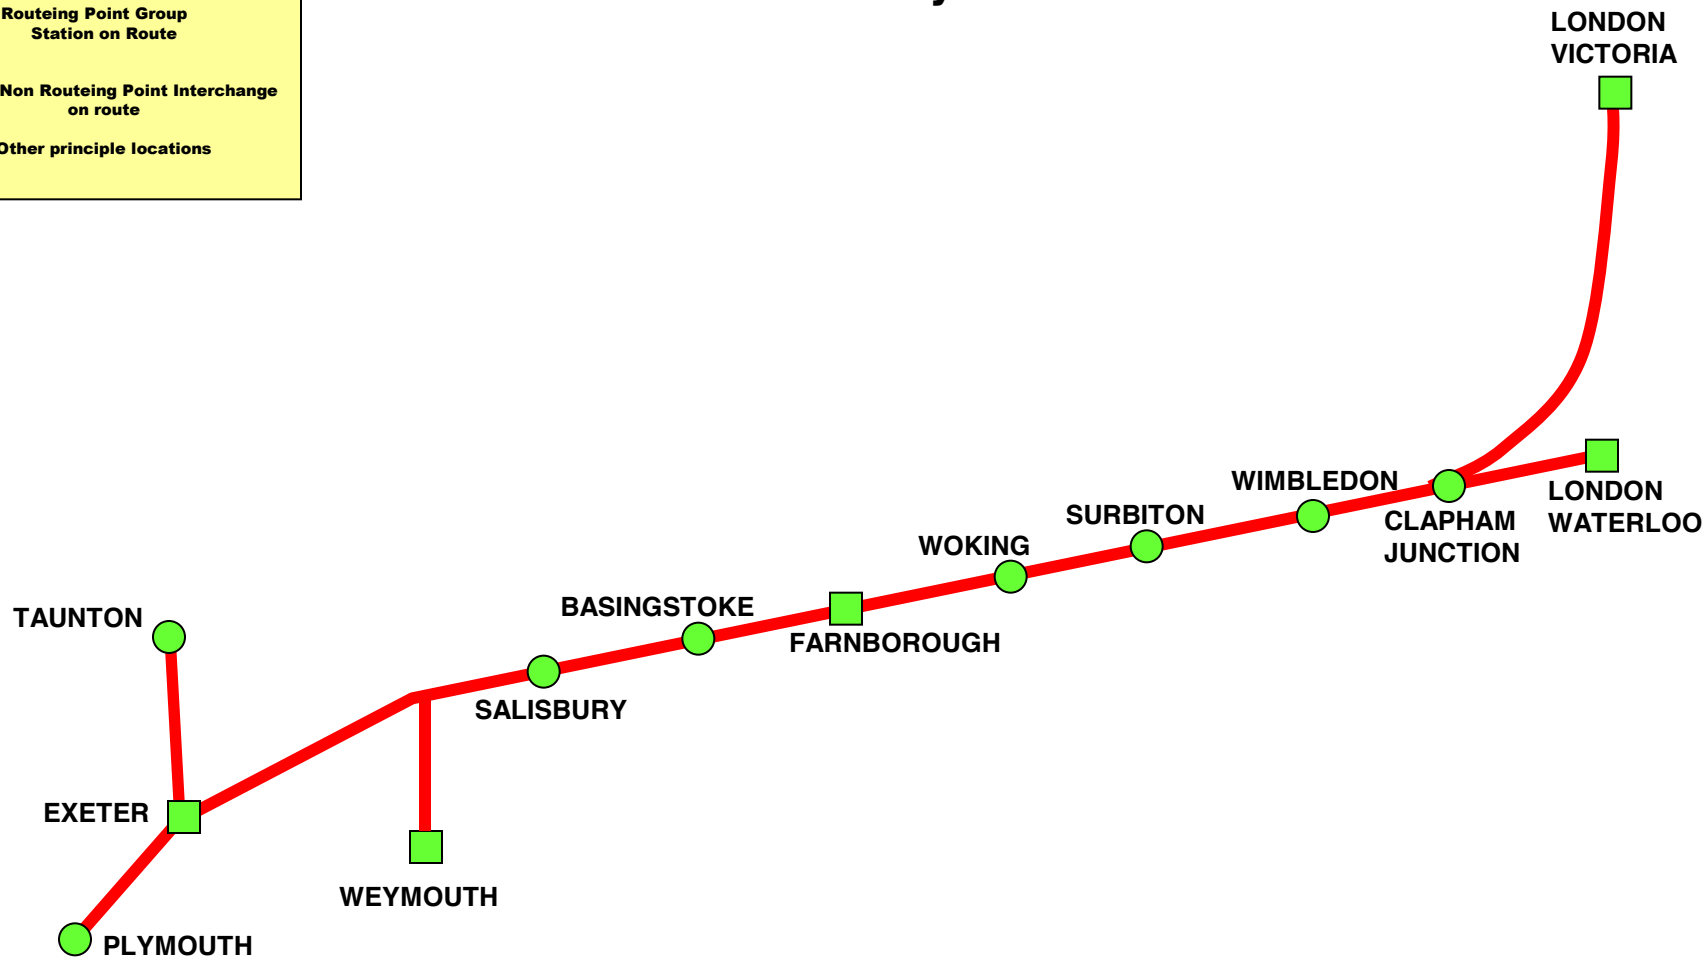 Routeing Point Group
Station on Route
Non Routeing Point Interchange
on route
Other principle locations
LONDON
VICTORIA
WIMBLEDON
LONDON
WATERLOO
SURBITON
CLAPHAM
JUNCTION
WOKING
BASINGSTOKE
FARNBOROUGH
TAUNTON
SALISBURY
EXETER
WEYMOUTH
PLYMOUTH